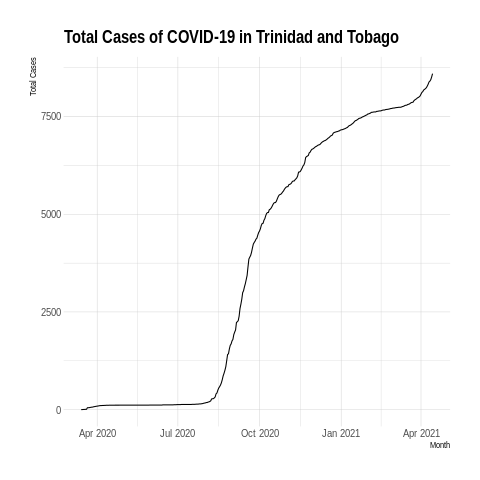 Total Cases of COVID-19 in Trinidad and Tobago
Total Cases
7500
5000
2500
0
Apr 2020 Jul 2020 Oct 2020 Jan 2021 Apr 2021
Month